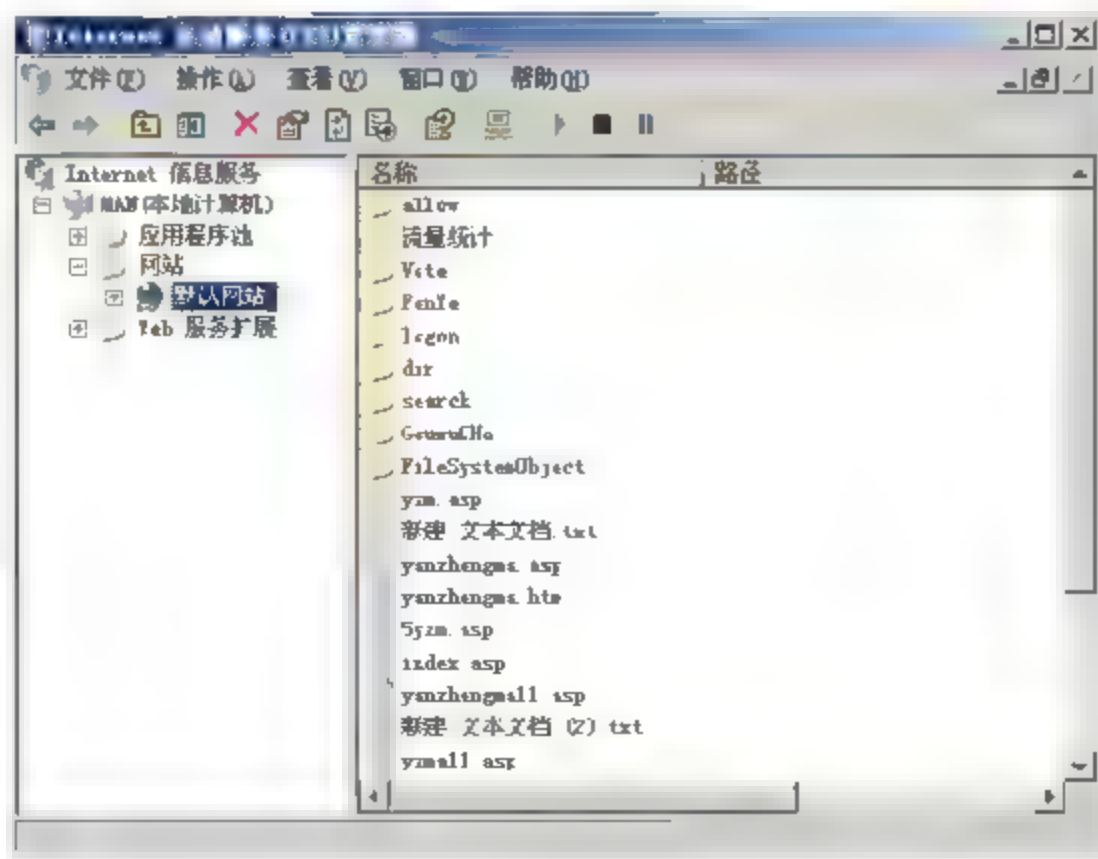 文件(F) 操作(A) 查看(V) 窗口(W) 帮助(H)
Internet 信息服务
(本地计算机)
应用程序池
网站
默认网站
Web 服务扩展
名称 路径
allow
流量统计
Vote
logon
dir
search
FileSystemObject
yzm.asp
新建 文本文档.txt
yanzhengma.asp
yanzhengma.htm
5yzm.asp
index.asp
yanzhengmall.asp
新建 文本文档 (2).txt
yzmall.asp